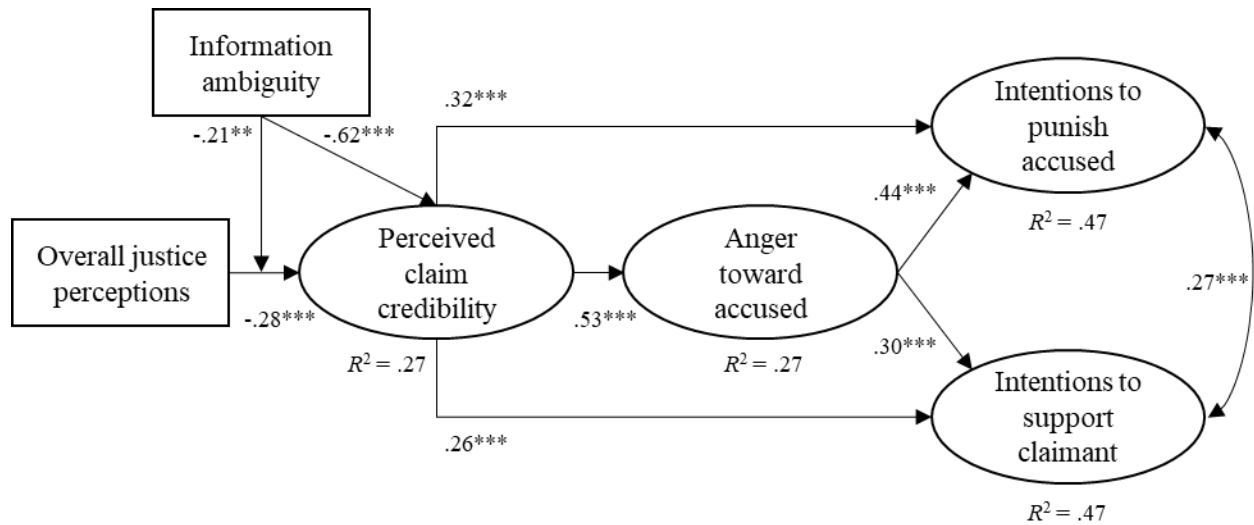 Information
ambiguity
-.21**
-.62***
.32***
Intentions to
punish
accused
R² = .47
Overall justice
perceptions
-.28***
Perceived
claim
credibility
R² = .27
.53***
Anger
toward
accused
R² = .27
.44***
.30***
.27***
.26***
Intentions to
support
claimant
R² = .47